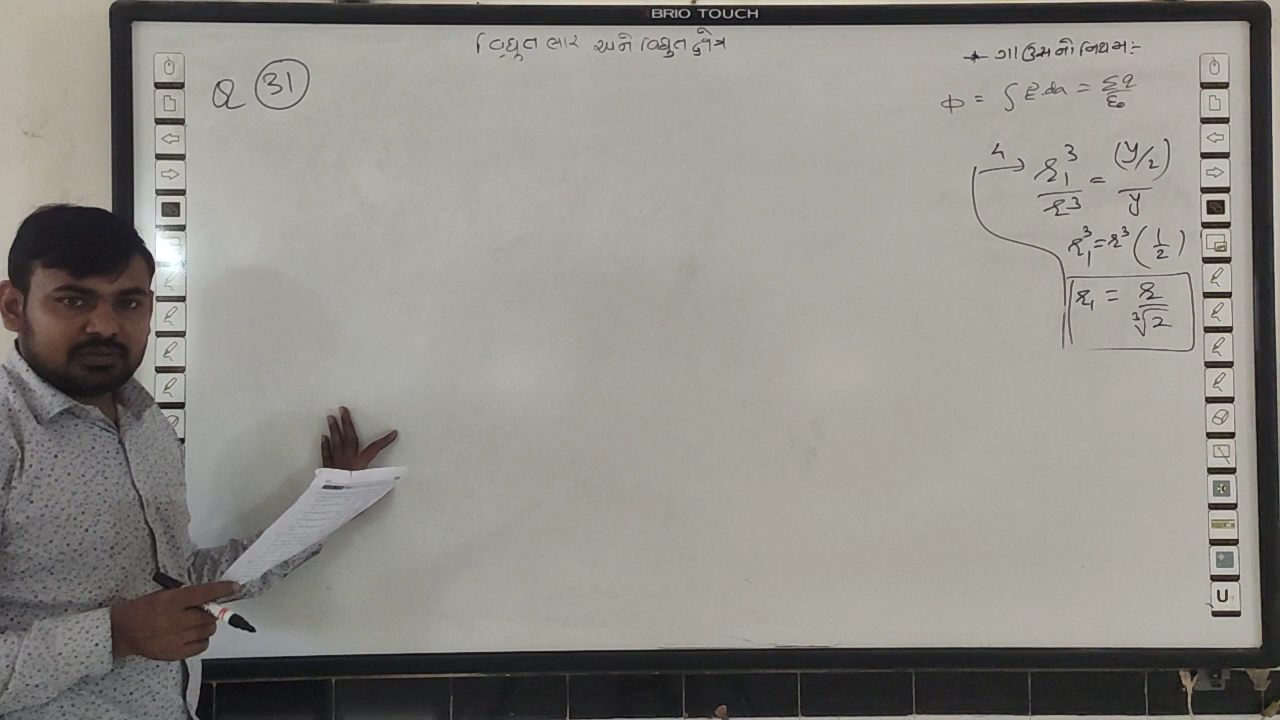 BRIO TOUCH
વિદ્યુતભાર અને વિદ્યુતક્ષેત્ર
Q 31
* ગાઉસનો નિયમ:-
Φ = ∫ E.da = Σq/ε₀
r₁³/r³ = (y/2)/y
r₁³ = r³ (1/2)
r₁ = r/∛2
U